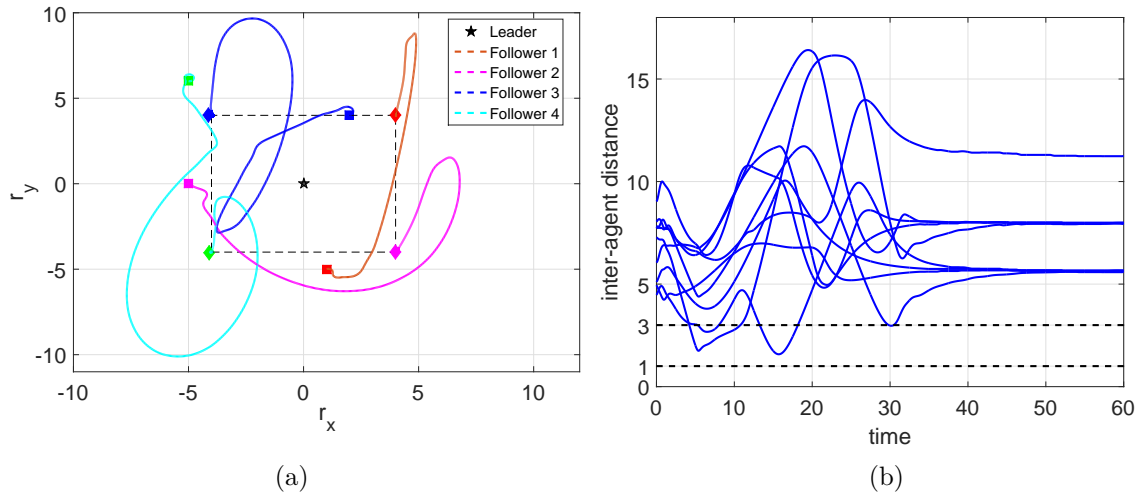 10
5
0
-5
-10
-10 -5 0 5 10
r_y
r_x
Leader
Follower 1
Follower 2
Follower 3
Follower 4
(a)
15
10
5
3
1
0
0 10 20 30 40 50 60
inter-agent distance
time
(b)